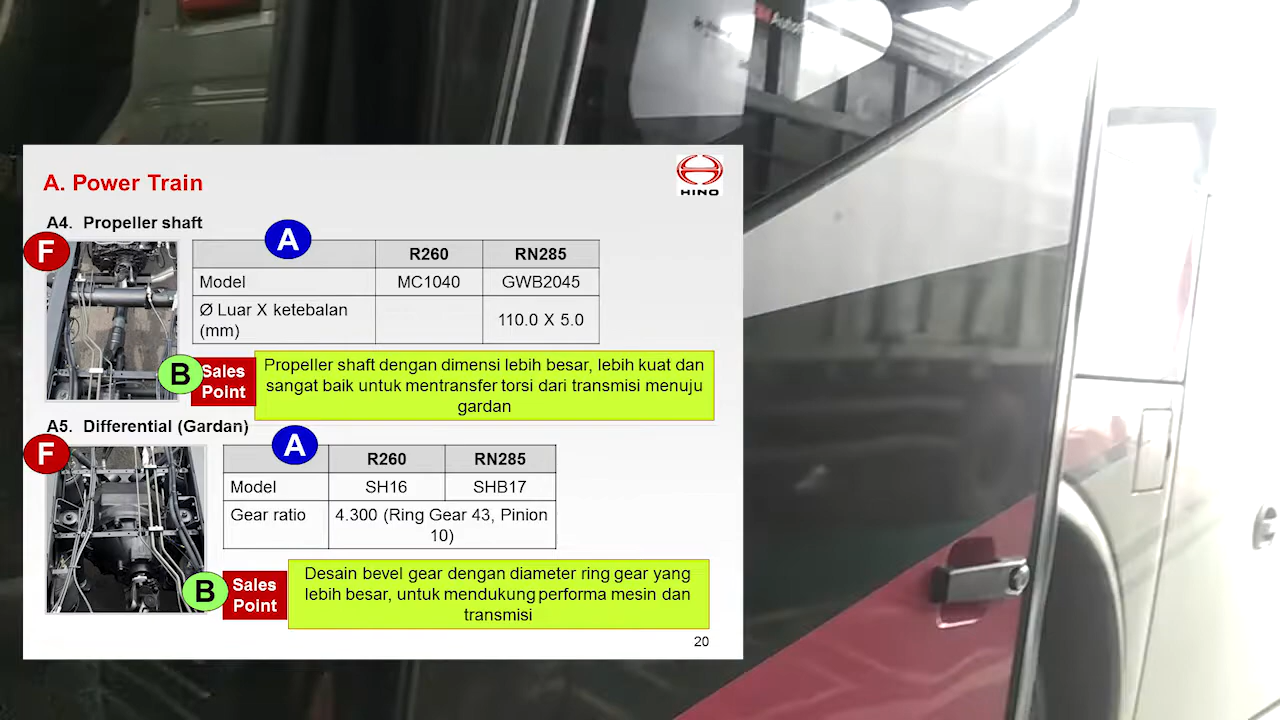 A. Power Train
HINO
A4. Propeller shaft
F
A
R260 RN285
Model MC1040 GWB2045
Ø Luar X ketebalan
(mm)
110.0 X 5.0
B
Sales
Point
Propeller shaft dengan dimensi lebih besar, lebih kuat dan
sangat baik untuk mentransfer torsi dari transmisi menuju
gardan
A5. Differential (Gardan)
F
A
R260 RN285
Model SH16 SHB17
Gear ratio 4.300 (Ring Gear 43, Pinion
10)
B
Sales
Point
Desain bevel gear dengan diameter ring gear yang
lebih besar, untuk mendukung performa mesin dan
transmisi
20